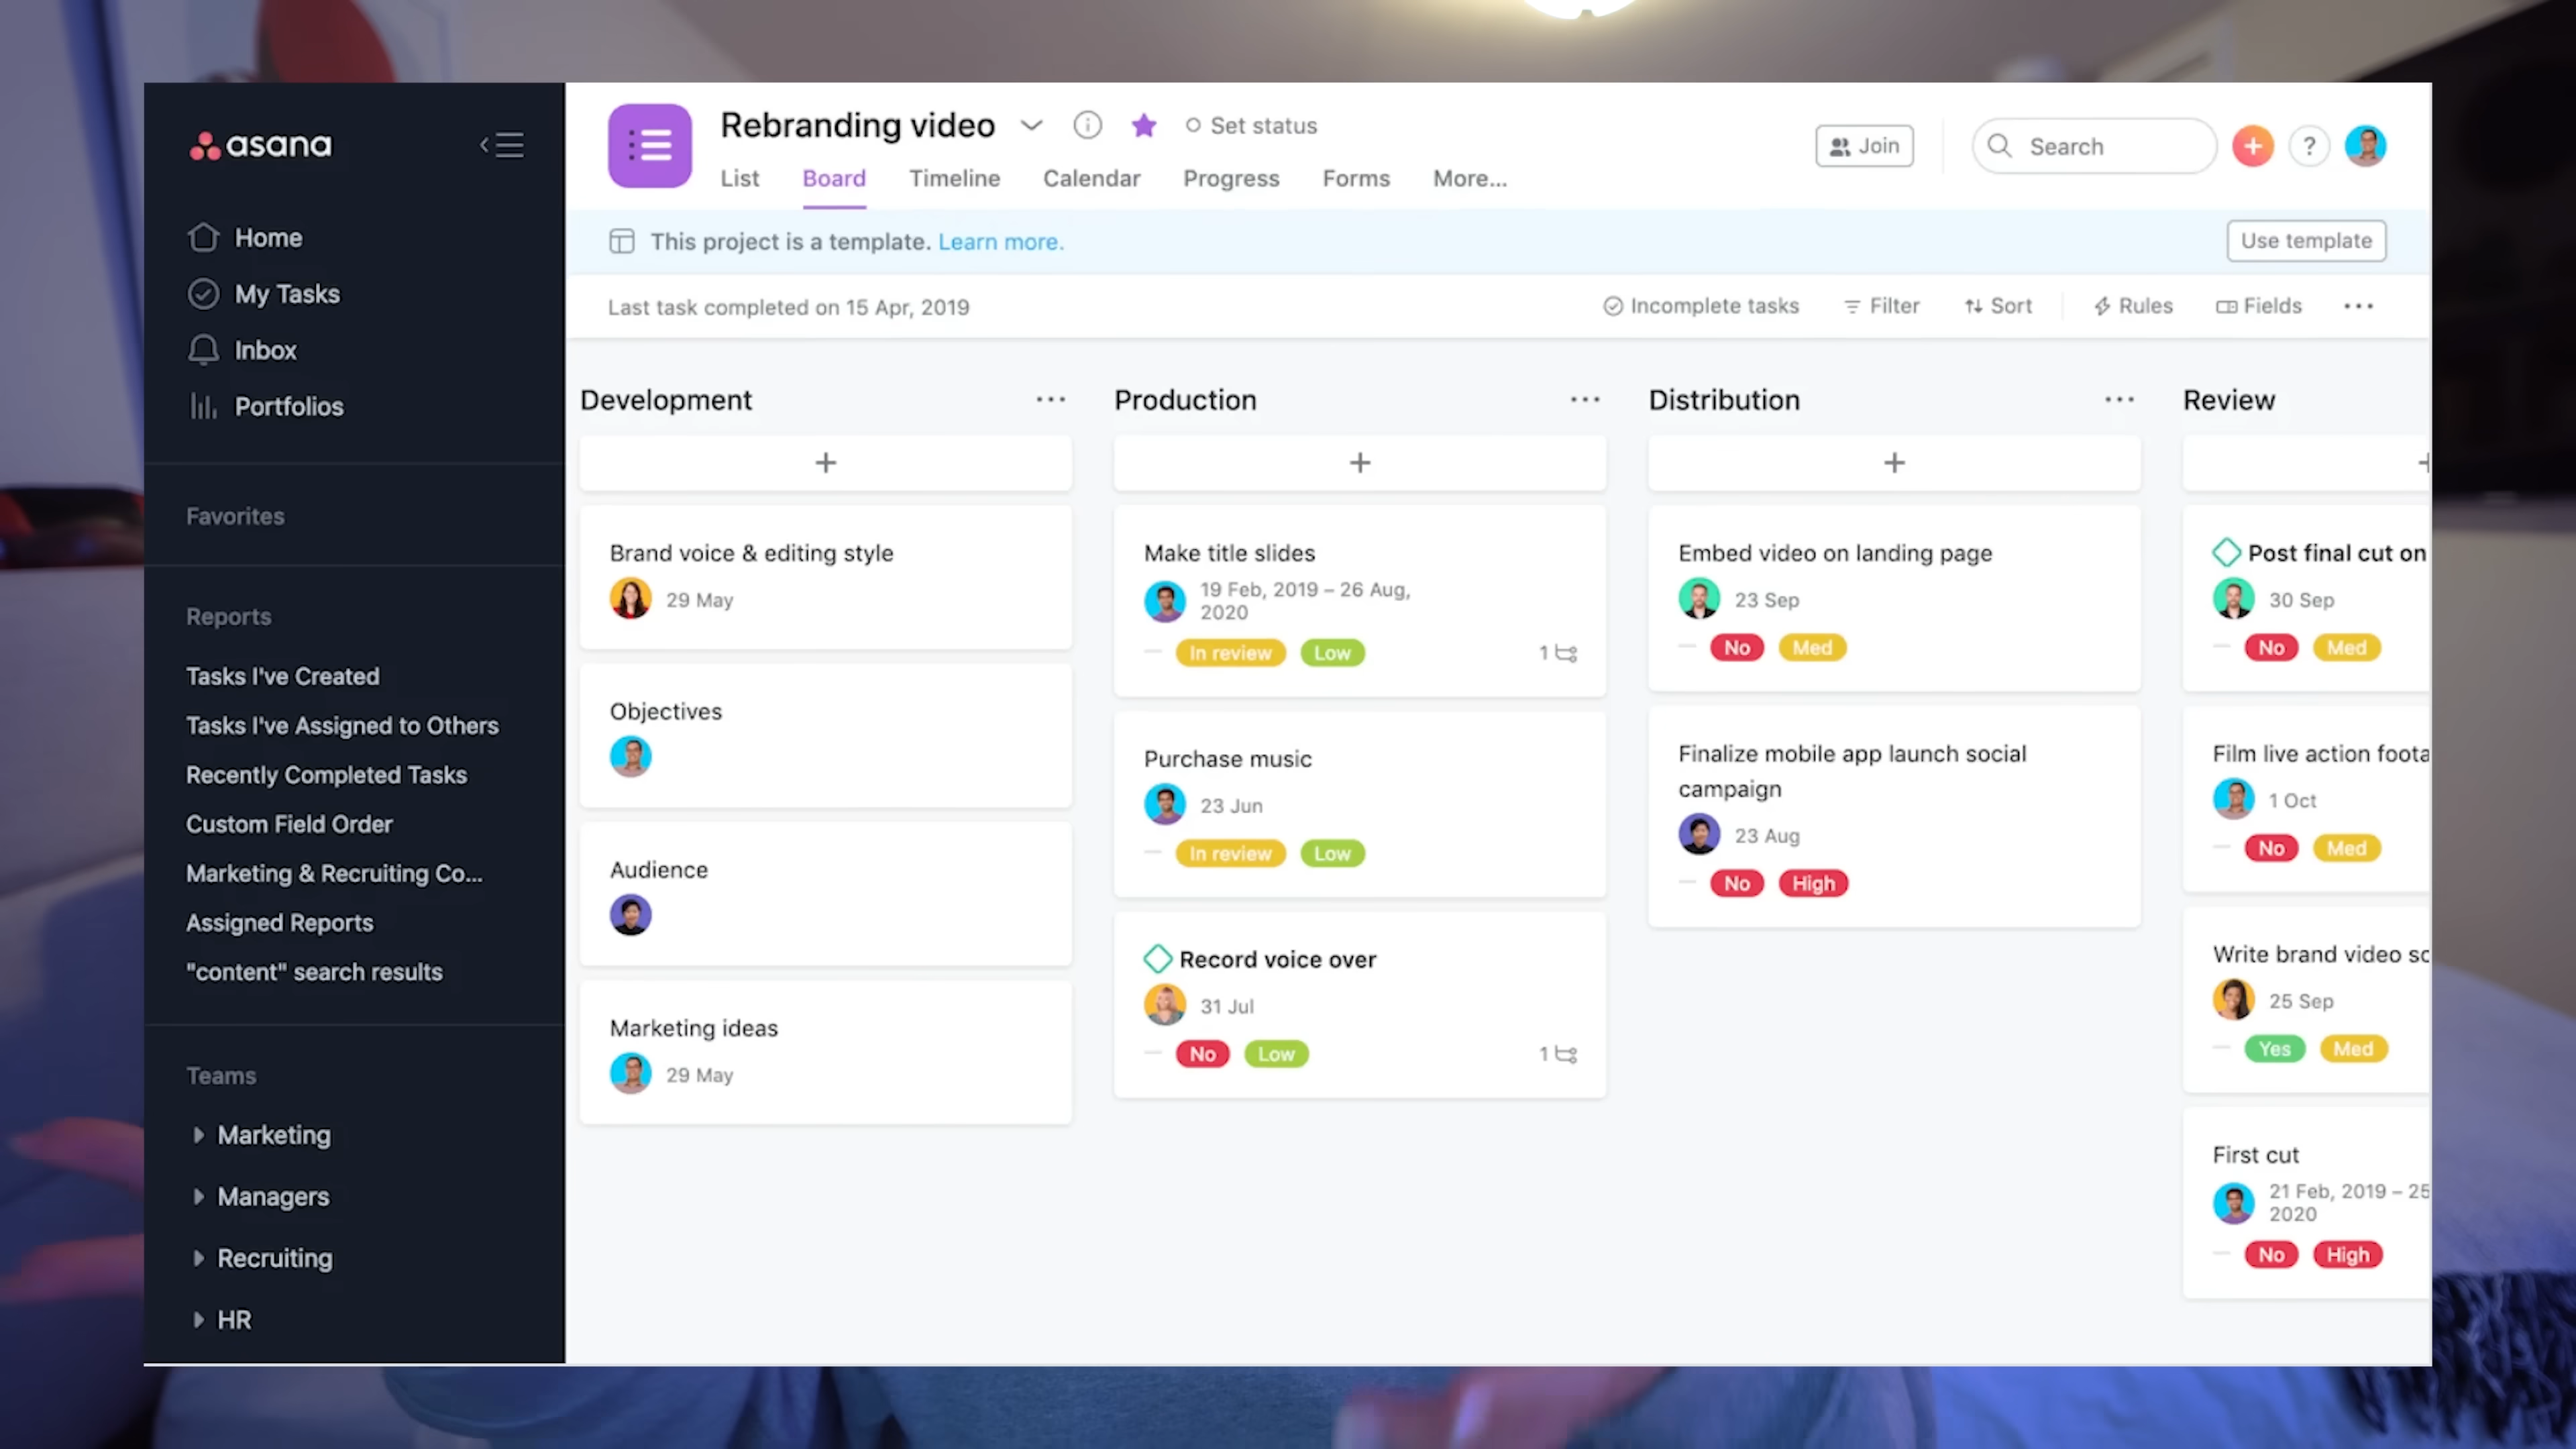 asana
Home
My Tasks
Inbox
Portfolios
Favorites
Reports
Tasks I've Created
Tasks I've Assigned to Others
Recently Completed Tasks
Custom Field Order
Marketing & Recruiting Co...
Assigned Reports
"content" search results
Teams
Marketing
Managers
Recruiting
HR
Rebranding video
Set status
List Board Timeline Calendar Progress Forms More...
Join
Search
?
This project is a template. Learn more.
Use template
Last task completed on 15 Apr, 2019
Incomplete tasks Filter Sort Rules Fields
Development
Brand voice & editing style
29 May
Objectives
Audience
Marketing ideas
29 May
Production
Make title slides
19 Feb, 2019 – 26 Aug,
2020
In review Low 1
Purchase music
23 Jun
In review Low
Record voice over
31 Jul
No Low 1
Distribution
Embed video on landing page
23 Sep
No Med
Finalize mobile app launch social
campaign
23 Aug
No High
Review
Post final cut on
30 Sep
No Med
Film live action
1 Oct
No Med
Write brand video
25 Sep
Yes Med
First cut
21 Feb, 2019 – 25
2020
No High